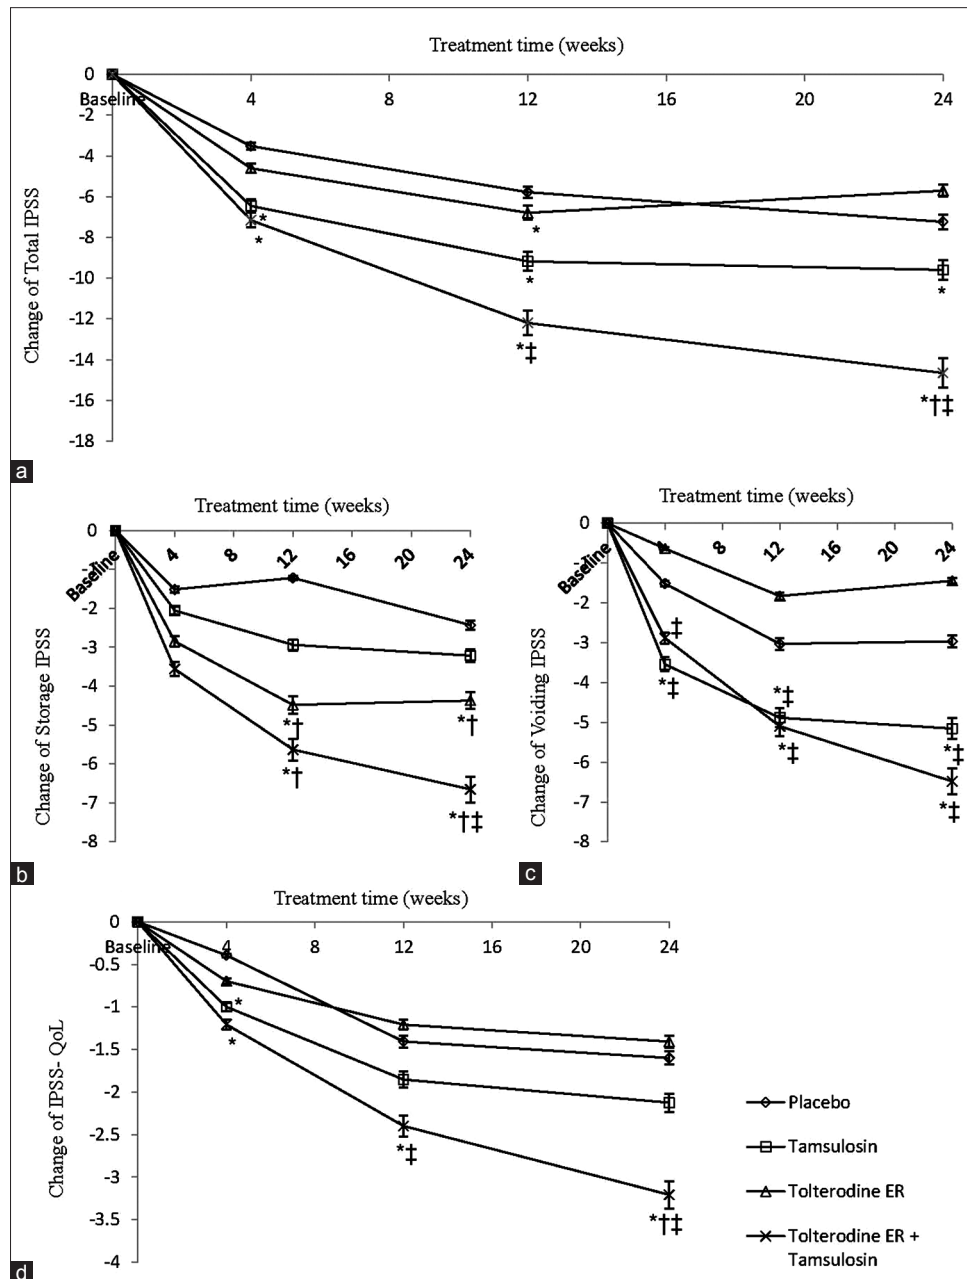 Treatment time (weeks)
0
Baseline 4 8 12 16 20 24
-2
-4
-6
-8
-10
-12
-14
-16
-18
Change of Total IPSS
*
*
*
*
*
*‡
*†‡
a
Treatment time (weeks)
0
Baseline 4 8 12 16 20 24
-1
-2
-3
-4
-5
-6
-7
-8
Change of Storage IPSS
*†
*†
*†
*†‡
b
Treatment time (weeks)
0
Baseline 4 8 12 16 20 24
-1
-2
-3
-4
-5
-6
-7
-8
Change of Voiding IPSS
‡
*‡
*‡
*‡
*‡
*‡
c
Treatment time (weeks)
0
Baseline 4 8 12 16 20 24
-0.5
-1
-1.5
-2
-2.5
-3
-3.5
-4
Change of IPSS- QoL
*
*
*‡
*†‡
Placebo
Tamsulosin
Tolterodine ER
Tolterodine ER +
Tamsulosin
d